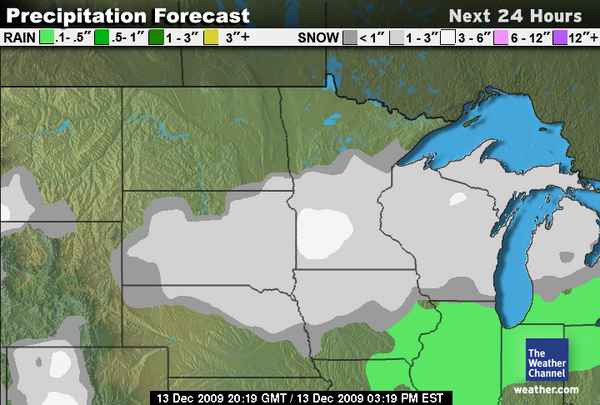 Precipitation Forecast Next 24 Hours
RAIN .1- .5" .5- 1" 1 - 3" 3"+ SNOW < 1" 1 - 3" 3 - 6" 6 - 12" 12"+
The
Weather
Channel
weather.com
13 Dec 2009 20:19 GMT / 13 Dec 2009 03:19 PM EST